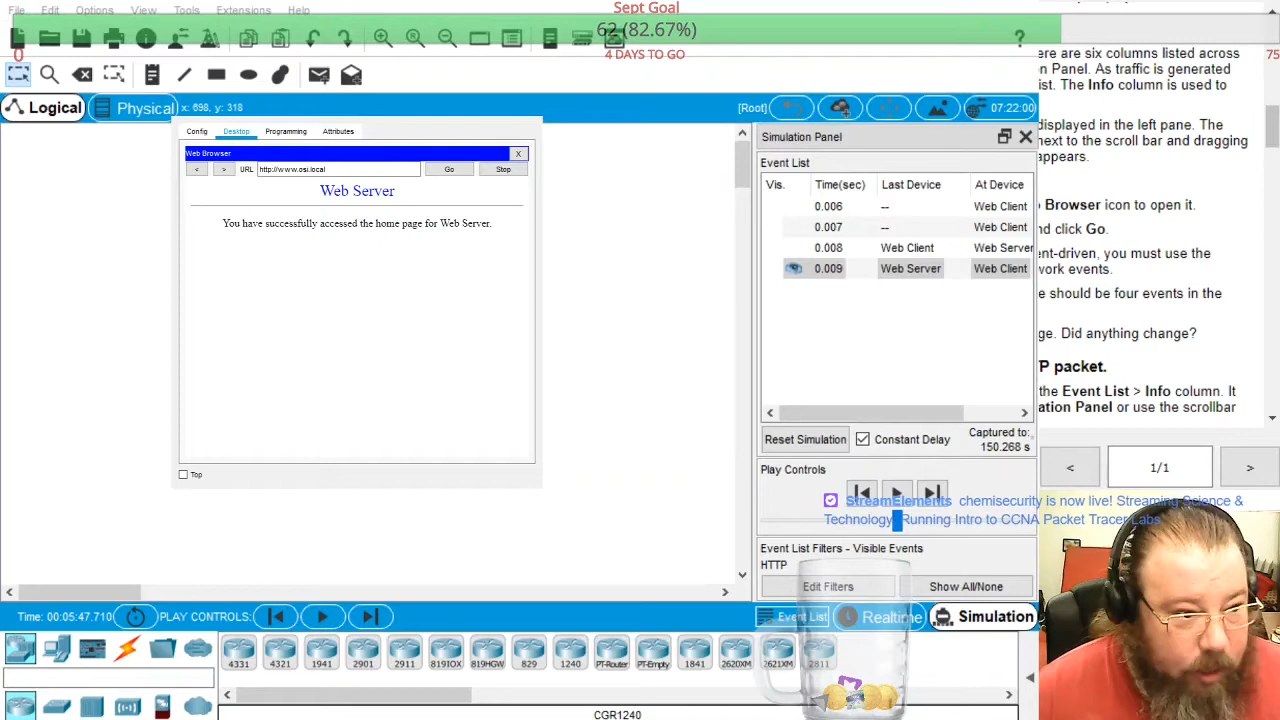 File Edit Options View Tools Extensions Help
Sept Goal
62 (82.67%)
0
4 DAYS TO GO
75
?
Logical Physical x: 698, y: 318 [Root] 07:22:00
Config Desktop Programming Attributes
Web Browser X
< > URL http://www.osi.local Go Stop
Web Server
You have successfully accessed the home page for Web Server.
Top
Simulation Panel
Event List
Vis. Time(sec) Last Device At Device
0.006 -- Web Client
0.007 -- Web Client
0.008 Web Client Web Server
0.009 Web Server Web Client
Reset Simulation Constant Delay Captured to:
150.268 s
Play Controls
Event List Filters - Visible Events
HTTP
Edit Filters Show All/None
ere are six columns listed across
n Panel. As traffic is generated
ist. The Info column is used to
displayed in the left pane. The
next to the scroll bar and dragging
appears.
b Browser icon to open it.
nd click Go.
ent-driven, you must use the
work events.
e should be four events in the
ge. Did anything change?
P packet.
the Event List > Info column. It
ation Panel or use the scrollbar
< 1/1 >
StreamElements chemisecurity is now live! Streaming Science &
Technology: Running Intro to CCNA Packet Tracer Labs
Time: 00:05:47.710 PLAY CONTROLS: Event List Realtime Simulation
4331 4321 1941 2901 2911 819IOX 819HGW 829 1240 PT-Router PT-Empty 1841 2620XM 2621XM 2811
CGR1240